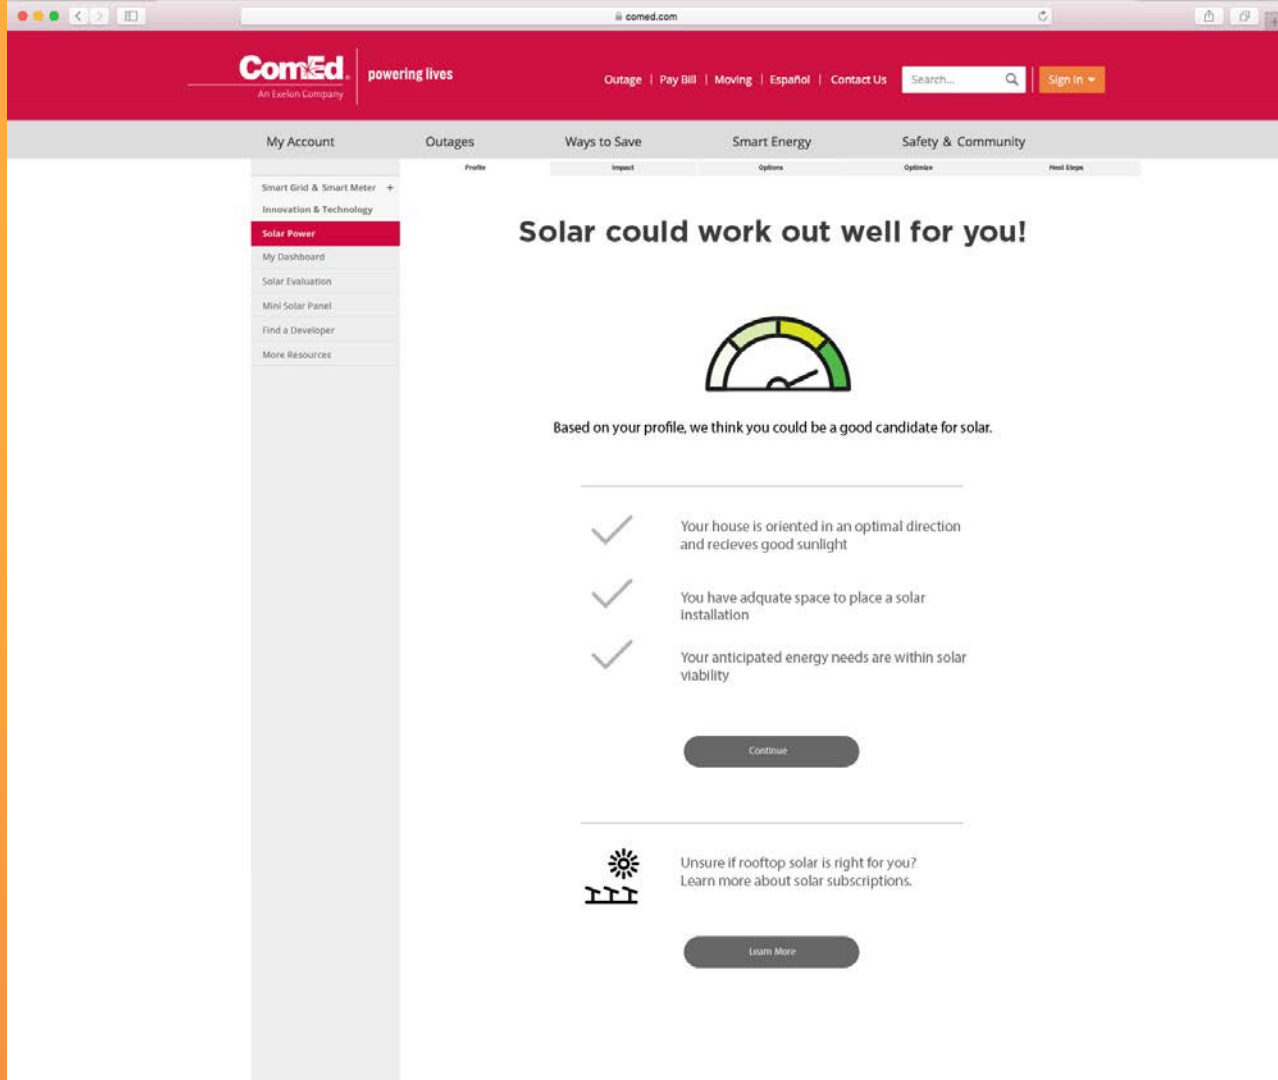 comed.com
ComEd.
An Exelon Company
powering lives
Outage | Pay Bill | Moving | Español | Contact Us
Search...
Sign In
My Account
Outages
Ways to Save
Smart Energy
Safety & Community
Profile
Impact
Options
Optimize
Next Steps
Smart Grid & Smart Meter +
Innovation & Technology
Solar Power
My Dashboard
Solar Evaluation
Mini Solar Panel
Find a Developer
More Resources
Solar could work out well for you!
Based on your profile, we think you could be a good candidate for solar.
Your house is oriented in an optimal direction
and recieves good sunlight
You have adquate space to place a solar
installation
Your anticipated energy needs are within solar
viability
Continue
Unsure if rooftop solar is right for you?
Learn more about solar subscriptions.
Learn More